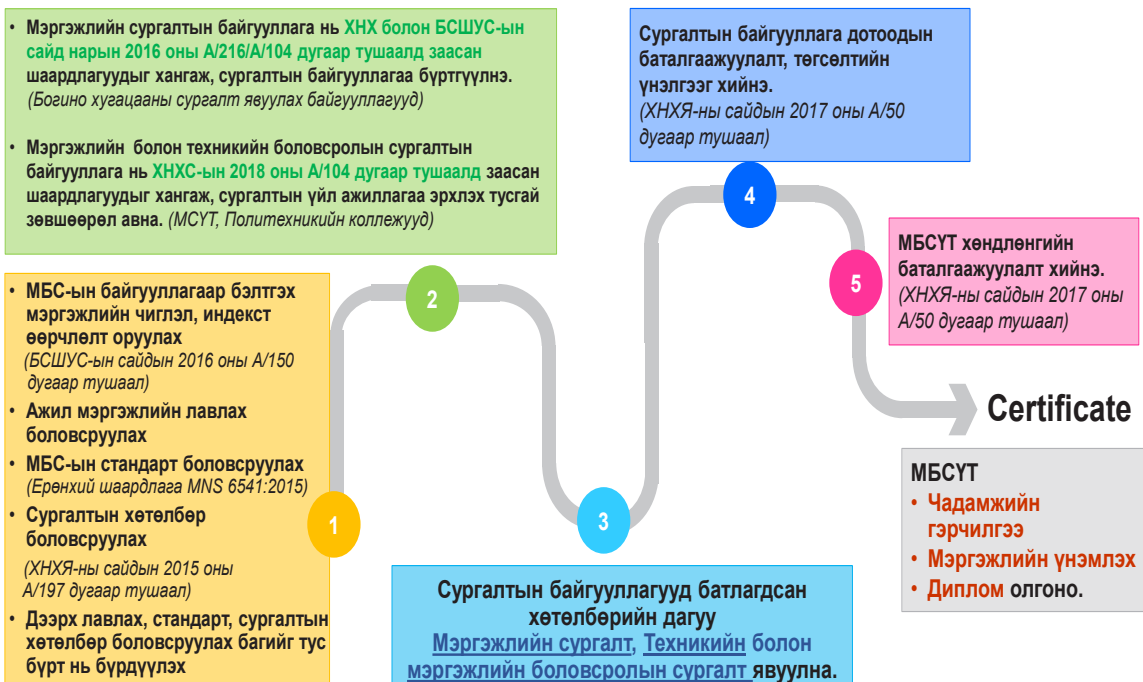 • Мэргэжлийн сургалтын байгууллага нь ХНХ болон БСШУС-ын
сайд нарын 2016 оны А/216/А/104 дугаар тушаалд заасан
шаардлагуудыг хангаж, сургалтын байгууллагаа бүртгүүлнэ.
(Богино хугацааны сургалт явуулах байгууллагууд)
• Мэргэжлийн болон техникийн боловсролын сургалтын
байгууллага нь ХНХС-ын 2018 оны А/104 дугаар тушаалд заасан
шаардлагуудыг хангаж, сургалтын үйл ажиллагаа эрхлэх тусгай
зөвшөөрөл авна. (МСҮТ, Политехникийн коллежууд)
• МБС-ын байгууллагаар бэлтгэх
мэргэжлийн чиглэл, индекст
өөрчлөлт оруулах
(БСШУС-ын сайдын 2016 оны А/150
дугаар тушаал)
• Ажил мэргэжлийн лавлах
боловсруулах
• МБС-ын стандарт боловсруулах
(Ерөнхий шаардлага MNS 6541:2015)
• Сургалтын хөтөлбөр
боловсруулах
(ХНХЯ-ны сайдын 2015 оны
А/197 дугаар тушаал)
• Дээрх лавлах, стандарт, сургалтын
хөтөлбөр боловсруулах багийг тус
бүрт нь бүрдүүлэх
1
2
3
Сургалтын байгууллагууд батлагдсан
хөтөлбөрийн дагуу
Мэргэжлийн сургалт, Техникийн болон
мэргэжлийн боловсролын сургалт явуулна.
Сургалтын байгууллага дотоодын
баталгаажуулалт, төгсөлтийн
үнэлгээг хийнэ.
(ХНХЯ-ны сайдын 2017 оны А/50
дугаар тушаал)
4
5
МБСҮТ хөндлөнгийн
баталгаажуулалт хийнэ.
(ХНХЯ-ны сайдын 2017 оны
А/50 дугаар тушаал)
Certificate
МБСҮТ
• Чадамжийн
гэрчилгээ
• Мэргэжлийн үнэмлэх
• Диплом олгоно.